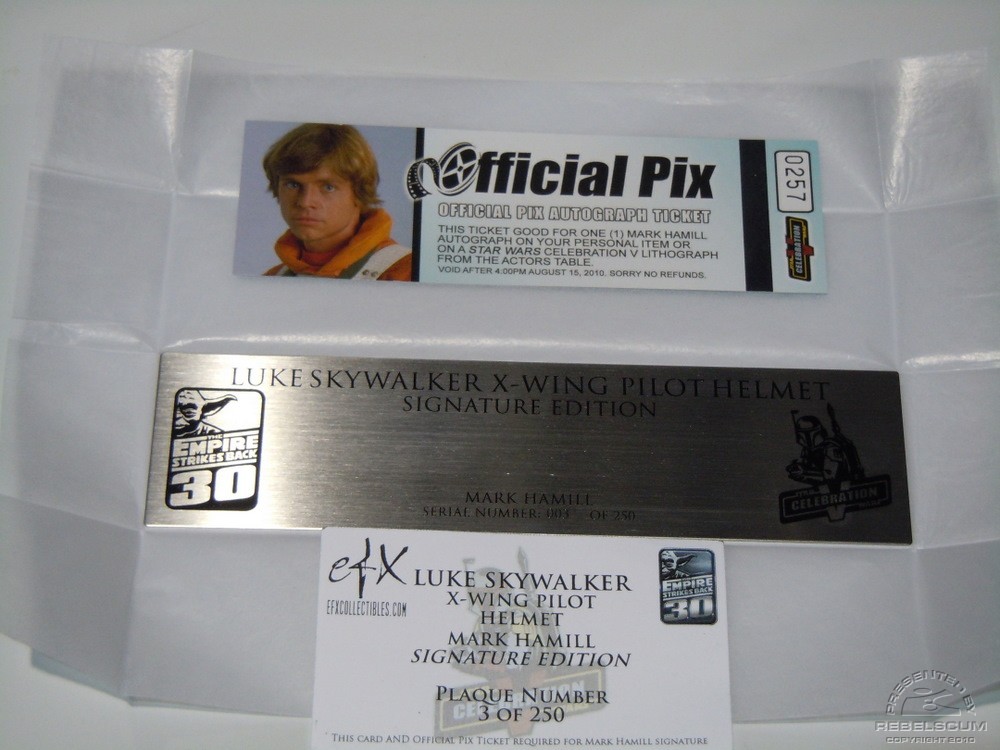 Official Pix
OFFICIAL PIX AUTOGRAPH TICKET
THIS TICKET GOOD FOR ONE (1) MARK HAMILL
AUTOGRAPH ON YOUR PERSONAL ITEM OR
ON A STAR WARS CELEBRATION V LITHOGRAPH
FROM THE ACTORS TABLE.
VOID AFTER 4:00PM AUGUST 15, 2010. SORRY NO REFUNDS.
0257
CELEBRATION
LUKE SKYWALKER X-WING PILOT HELMET
SIGNATURE EDITION
THE
EMPIRE
STRIKES BACK
30
MARK HAMILL
SERIAL NUMBER: 003 OF 250
CELEBRATION
efX
EFXCOLLECTIBLES.COM
LUKE SKYWALKER
X-WING PILOT
HELMET
MARK HAMILL
SIGNATURE EDITION
EMPIRE
STRIKES BACK
30
CELEBRATION
PLAQUE NUMBER
3 OF 250
THIS CARD AND OFFICIAL PIX TICKET REQUIRED FOR MARK HAMILL SIGNATURE
PRESENTED BY
REBELSCUM
COPYRIGHT 2010